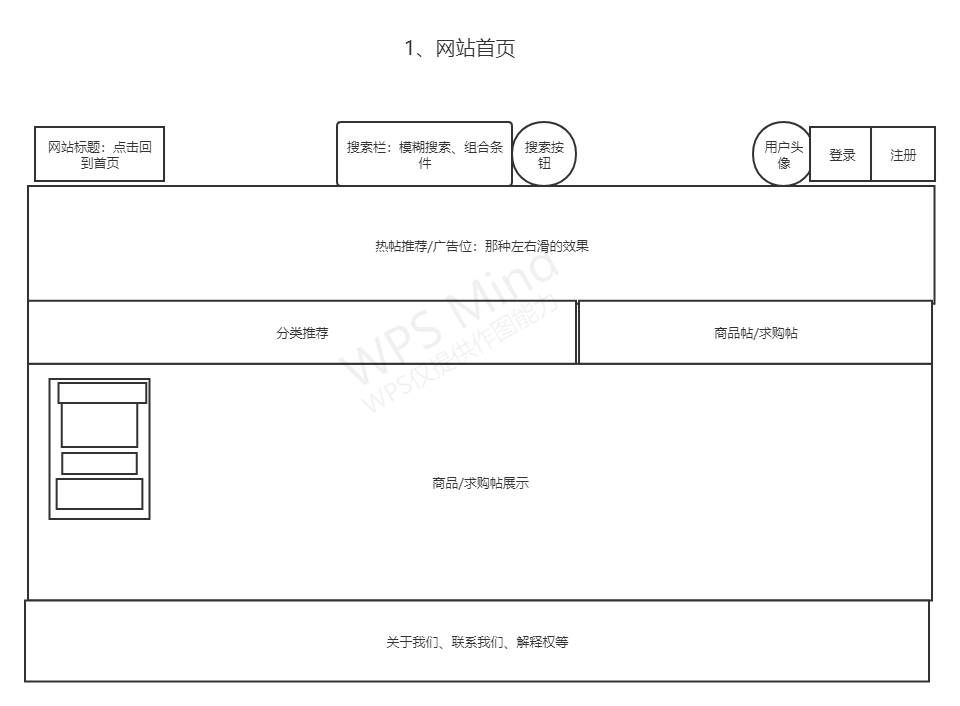 1、网站首页
网站标题：点击回
到首页
搜索栏：模糊搜索、组合条
件
搜索按
钮
用户头
像
登录
注册
热帖推荐/广告位：那种左右滑的效果
WPS Mind
WPS仅提供作图能力
分类推荐
商品帖/求购帖
商品/求购帖展示
关于我们、联系我们、解释权等